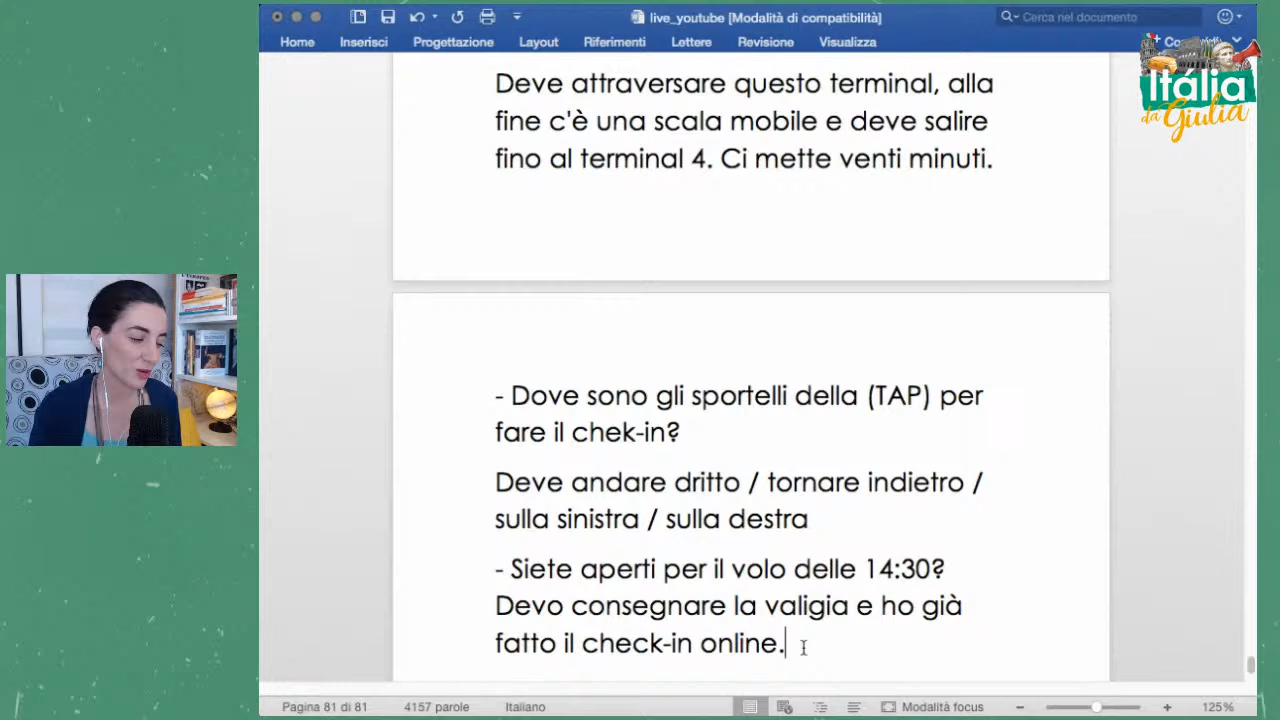 live_youtube [Modalità di compatibilità]
Cerca nel documento
Home Inserisci Progettazione Layout Riferimenti Lettere Revisione Visualizza
Itália
da Giulia
Deve attraversare questo terminal, alla
fine c'è una scala mobile e deve salire
fino al terminal 4. Ci mette venti minuti.
- Dove sono gli sportelli della (TAP) per
fare il chek-in?
Deve andare dritto / tornare indietro /
sulla sinistra / sulla destra
- Siete aperti per il volo delle 14:30?
Devo consegnare la valigia e ho già
fatto il check-in online.
Pagina 81 di 81 4157 parole Italiano Modalità focus 125%